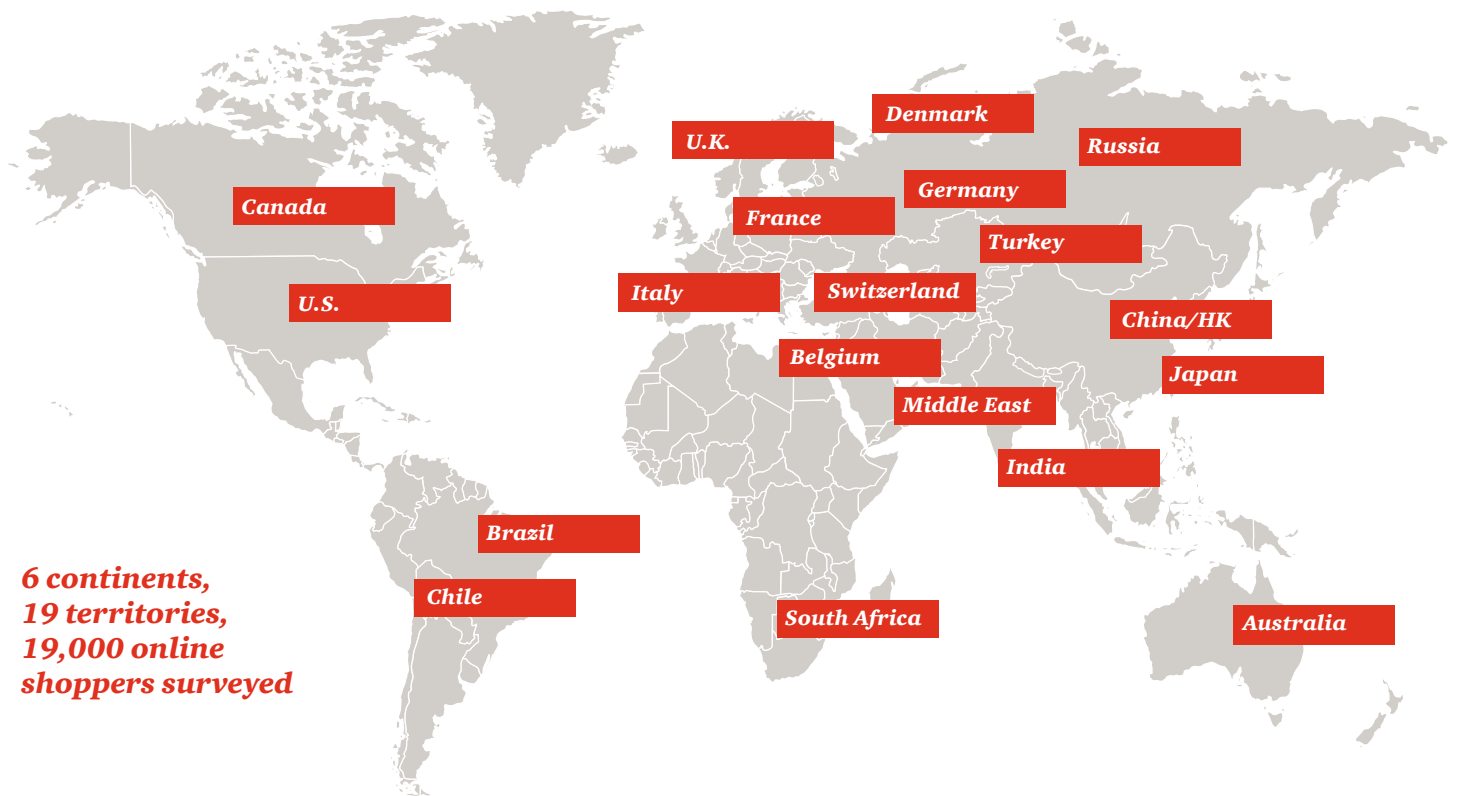 Denmark
U.K.
Russia
Germany
Canada
France
Turkey
Italy
Switzerland
U.S.
China/HK
Belgium
Japan
Middle East
India
Brazil
Chile
South Africa
Australia
6 continents,
19 territories,
19,000 online
shoppers surveyed